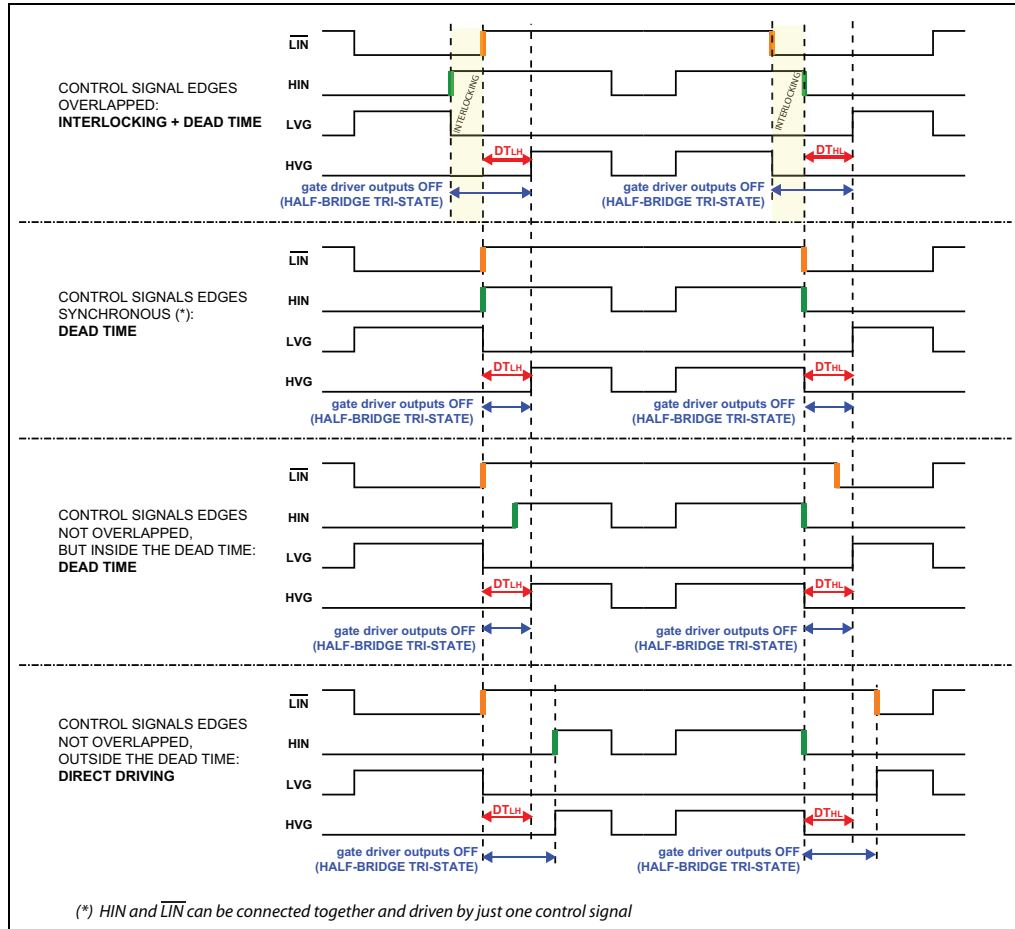 LIN
HIN
CONTROL SIGNAL EDGES
OVERLAPPED:
INTERLOCKING + DEAD TIME
INTERLOCKING
INTERLOCKING
LVG
DTLH
DTHL
HVG
gate driver outputs OFF
(HALF-BRIDGE TRI-STATE)
gate driver outputs OFF
(HALF-BRIDGE TRI-STATE)
LIN
CONTROL SIGNALS EDGES
SYNCHRONOUS (*):
DEAD TIME
HIN
LVG
DTLH
DTHL
HVG
gate driver outputs OFF
(HALF-BRIDGE TRI-STATE)
gate driver outputs OFF
(HALF-BRIDGE TRI-STATE)
LIN
CONTROL SIGNALS EDGES
NOT OVERLAPPED,
BUT INSIDE THE DEAD TIME:
DEAD TIME
HIN
LVG
DTLH
DTHL
HVG
gate driver outputs OFF
(HALF-BRIDGE TRI-STATE)
gate driver outputs OFF
(HALF-BRIDGE TRI-STATE)
LIN
CONTROL SIGNALS EDGES
NOT OVERLAPPED,
OUTSIDE THE DEAD TIME:
DIRECT DRIVING
HIN
LVG
DTLH
DTHL
HVG
gate driver outputs OFF
(HALF-BRIDGE TRI-STATE)
gate driver outputs OFF
(HALF-BRIDGE TRI-STATE)
(*) HIN and LIN can be connected together and driven by just one control signal